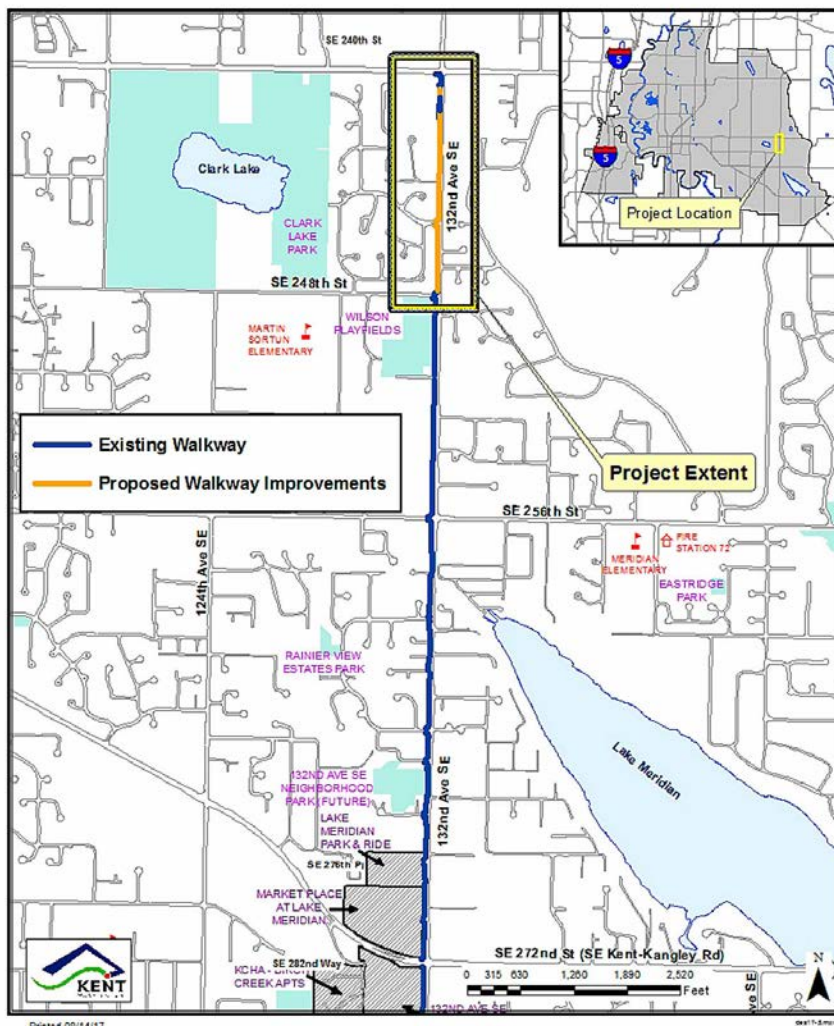 SE 240th St
5
5
Project Location
Clark Lake
132nd Ave SE
CLARK
LAKE
PARK
SE 248th St
MARTIN
SORTUN
ELEMENTARY
WILSON
PLAYFIELDS
Existing Walkway
Proposed Walkway Improvements
Project Extent
SE 256th St
124th Ave SE
MERIDIAN
ELEMENTARY
FIRE
STATION 72
EASTRIDGE
PARK
RAINIER VIEW
ESTATES PARK
Lake Meridian
132ND AVE SE
NEIGHBORHOOD
PARK (FUTURE)
132nd Ave SE
LAKE
MERIDIAN
PARK & RIDE
SE 276th Pl
MARKET PLACE
AT LAKE
MERIDIAN
SE 272nd St (SE Kent-Kangley Rd)
SE 282nd Way
KCHA - BIRCH
CREEK APTS
KENT
0 315 630 1,260 1,890 2,520
Feet
Ave SE
N
132ND AVE SE